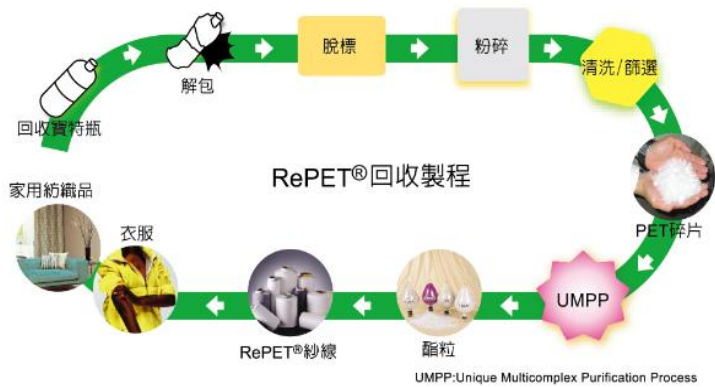 回收寶特瓶
解包
脫標
粉碎
清洗/篩選
PET碎片
UMPP
酯粒
RePET®紗線
衣服
家用紡織品
RePET®回收製程
UMPP:Unique Multicomplex Purification Process